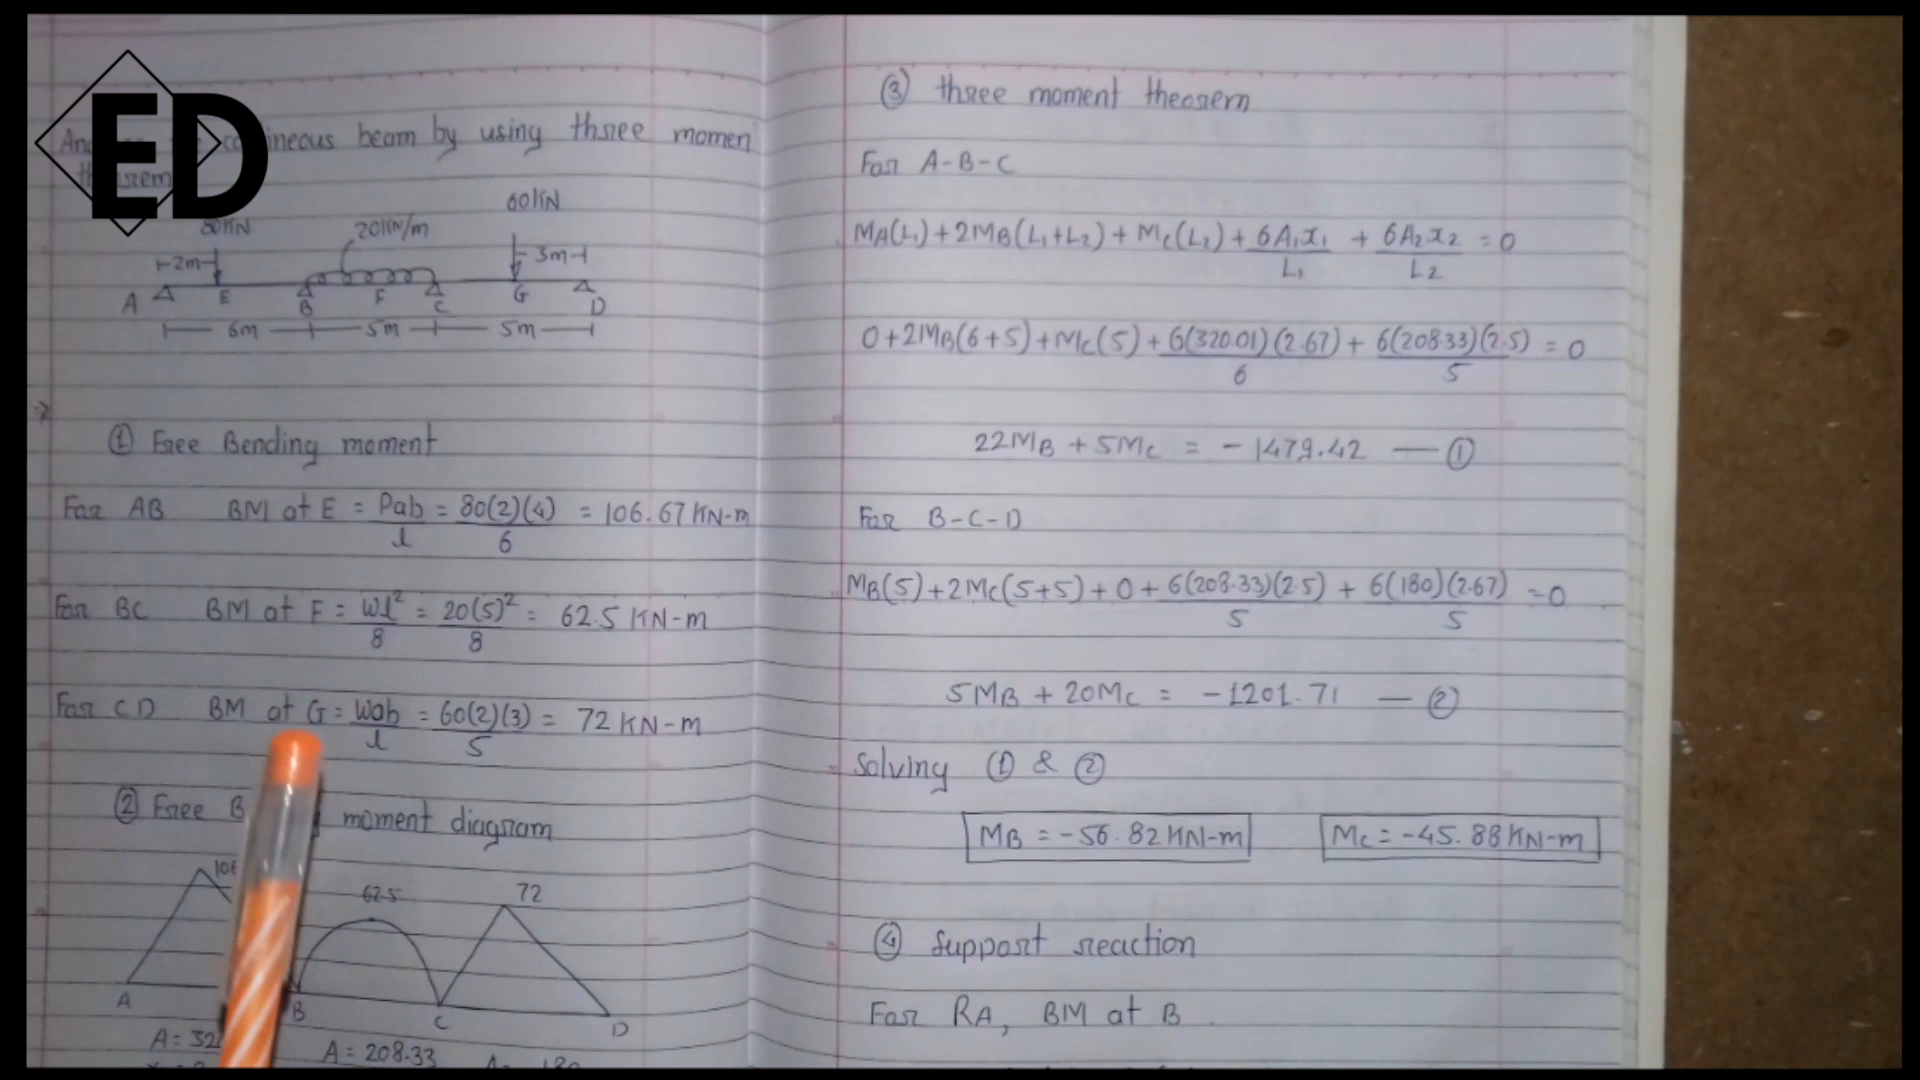 ED
contineous beam by using three momen
60KN
80KN
20KN/m
2m
3m
A E B F C G D
6m 5m 5m
① Free Bending moment
For AB BM at E = Pab/l = 80(2)(4)/6 = 106.67 KN-m
For BC BM at F = wl²/8 = 20(5)²/8 = 62.5 KN-m
For CD BM at G = Wab/l = 60(2)(3)/5 = 72 KN-m
② Free B moment diagram
62.5 72
A B C D
A = 208.33
③ three moment theorem
For A-B-C
MA(L₁) + 2MB(L₁+L₂) + Mc(L₂) + 6A₁x₁/L₁ + 6A₂x₂/L2 = 0
0 + 2MB(6+5) + Mc(5) + 6(320.01)(2.67)/6 + 6(208.33)(2.5)/5 = 0
22MB + 5Mc = - 1479.42 — ①
For B-C-D
MB(5) + 2Mc(5+5) + 0 + 6(208.33)(2.5)/5 + 6(180)(2.67)/5 = 0
5MB + 20Mc = -1201.71 — ②
Solving ① & ②
MB = -56.82 KN-m Mc = -45.88 KN-m
④ Support reaction
For RA, BM at B